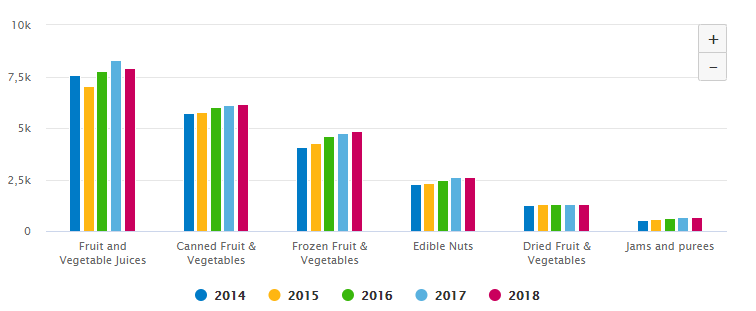 10k
7,5k
5k
2,5k
0
+
−
Fruit and
Vegetable Juices
Canned Fruit &
Vegetables
Frozen Fruit &
Vegetables
Edible Nuts
Dried Fruit &
Vegetables
Jams and purees
2014 2015 2016 2017 2018